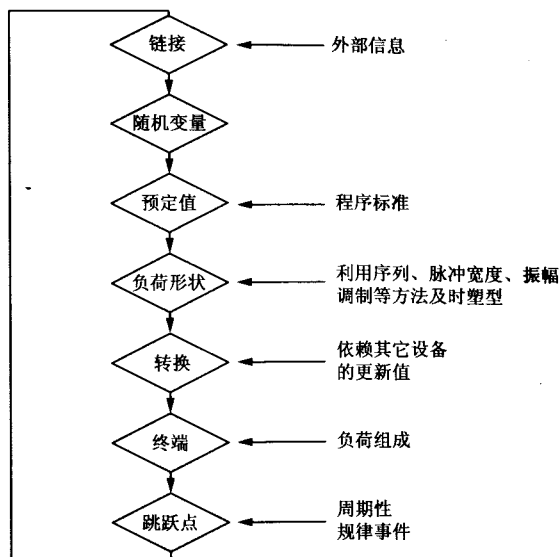 链接
外部信息
随机变量
预定值
程序标准
负荷形状
利用序列、脉冲宽度、振幅
调制等方法及时塑型
转换
依赖其它设备
的更新值
终端
负荷组成
跳跃点
周期性
规律事件